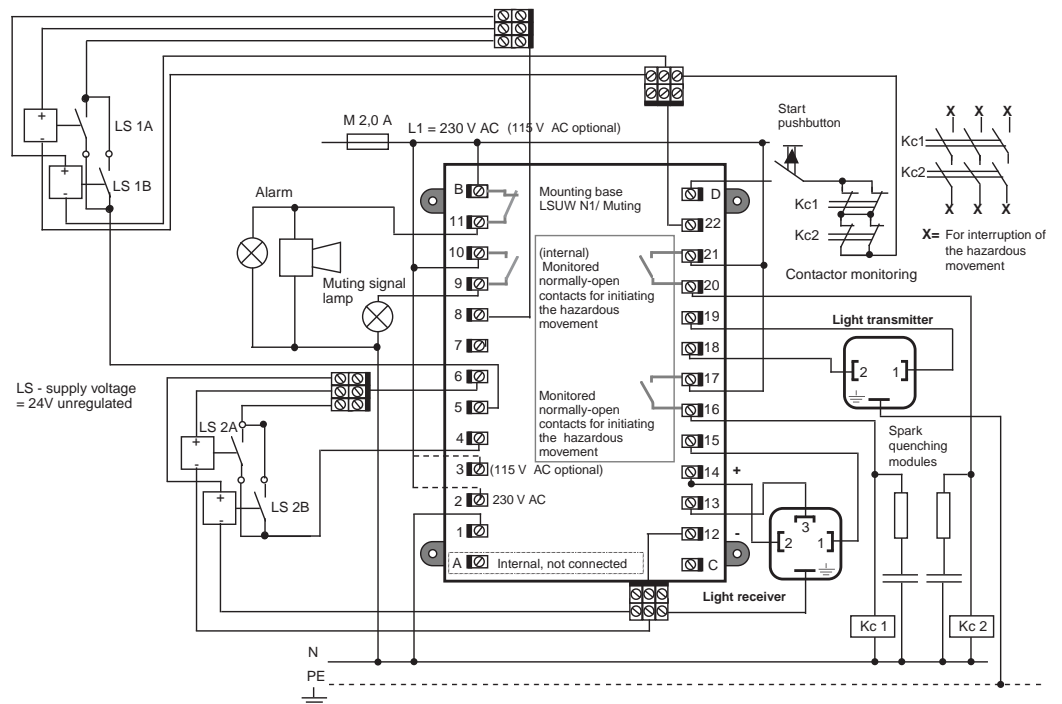 LS 1A
LS 1B
M 2,0 A
L1 = 230 V AC (115 V AC optional)
Start
pushbutton
X X X
Kc1
Kc2
X X X
X= For interruption of
the hazardous
movement
Kc1
Kc2
Contactor monitoring
Alarm
Muting signal
lamp
Mounting base
LSUW N1/ Muting
(internal)
Monitored
normally-open
contacts for initiating
the hazardous
movement
Monitored
normally-open
contacts for initiating
the hazardous
movement
B
11
10
9
8
7
6
5
4
3 (115 V AC optional)
2 230 V AC
1
A Internal, not connected
D
22
21
20
19
18
17
16
15
14 +
13
12 -
C
Light transmitter
2 1
LS - supply voltage
= 24V unregulated
LS 2A
LS 2B
+
-
+
-
+
-
+
-
Spark
quenching
modules
3
2 1
Light receiver
Kc 1
Kc 2
N
PE